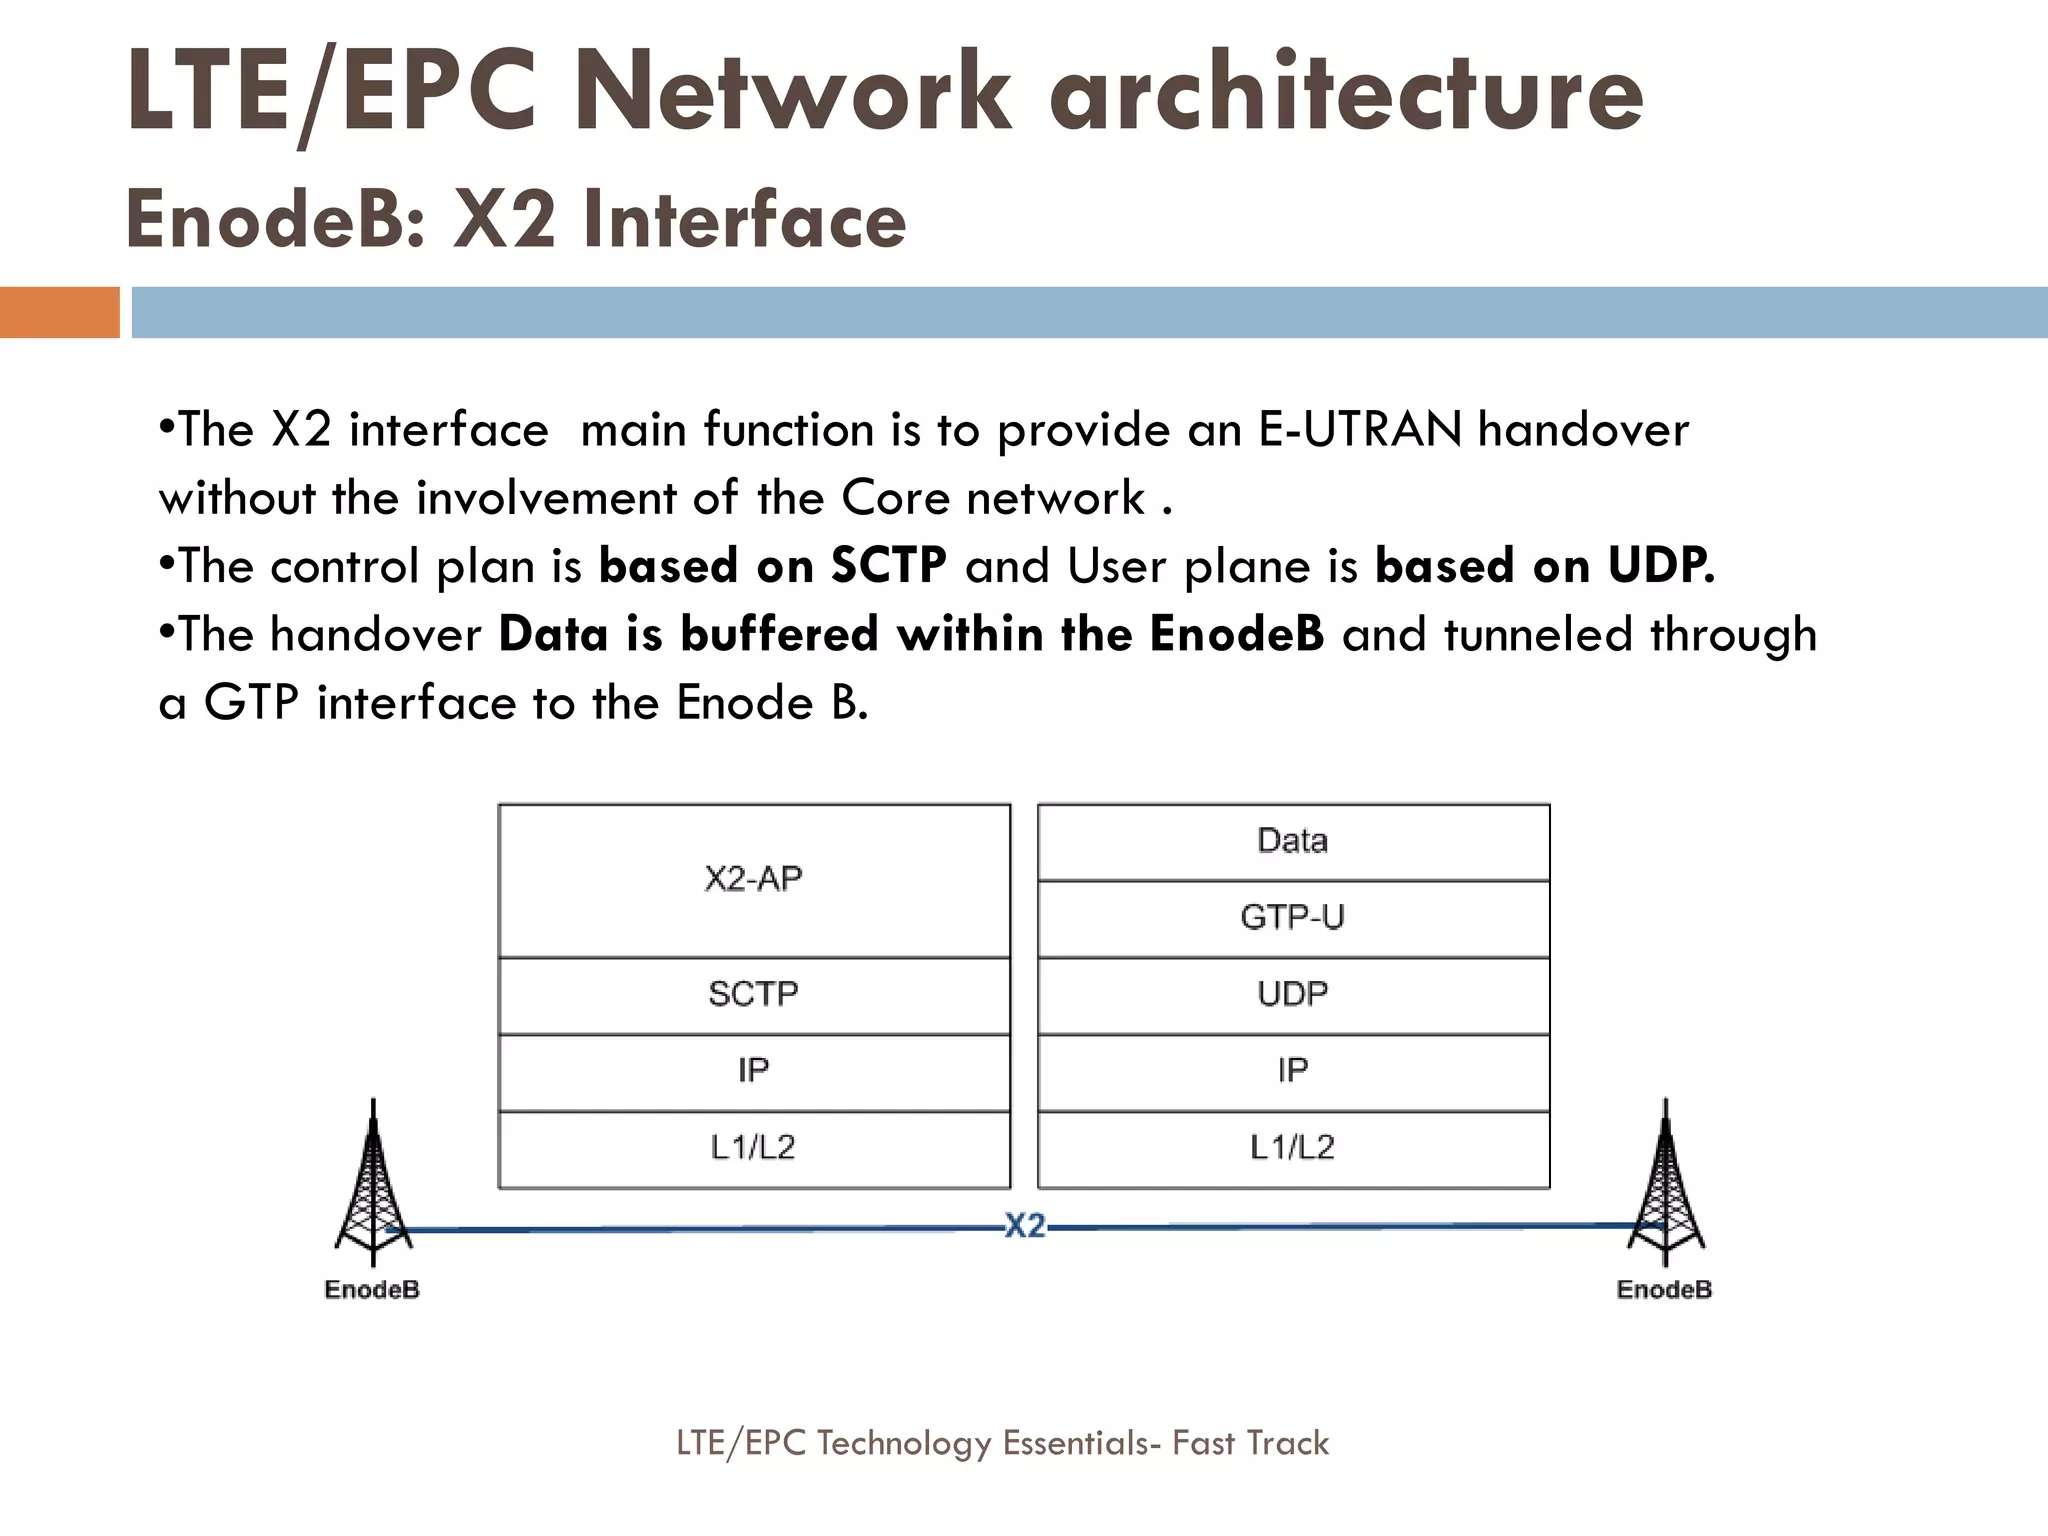 LTE/EPC Network architecture
EnodeB: X2 Interface
•The X2 interface  main function is to provide an E-UTRAN handover
without the involvement of the Core network .
•The control plan is based on SCTP and User plane is based on UDP.
•The handover Data is buffered within the EnodeB and tunneled through
a GTP interface to the Enode B.
X2-AP
SCTP
IP
L1/L2
Data
GTP-U
UDP
IP
L1/L2
X2
EnodeB
EnodeB
LTE/EPC Technology Essentials- Fast Track